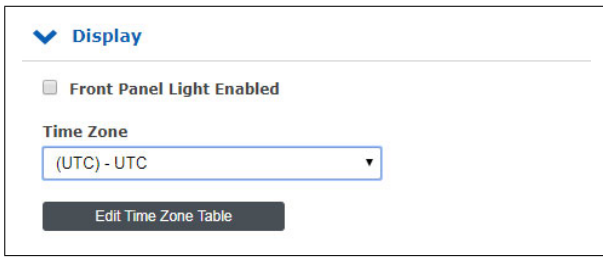 Display
Front Panel Light Enabled
Time Zone
(UTC) - UTC
Edit Time Zone Table